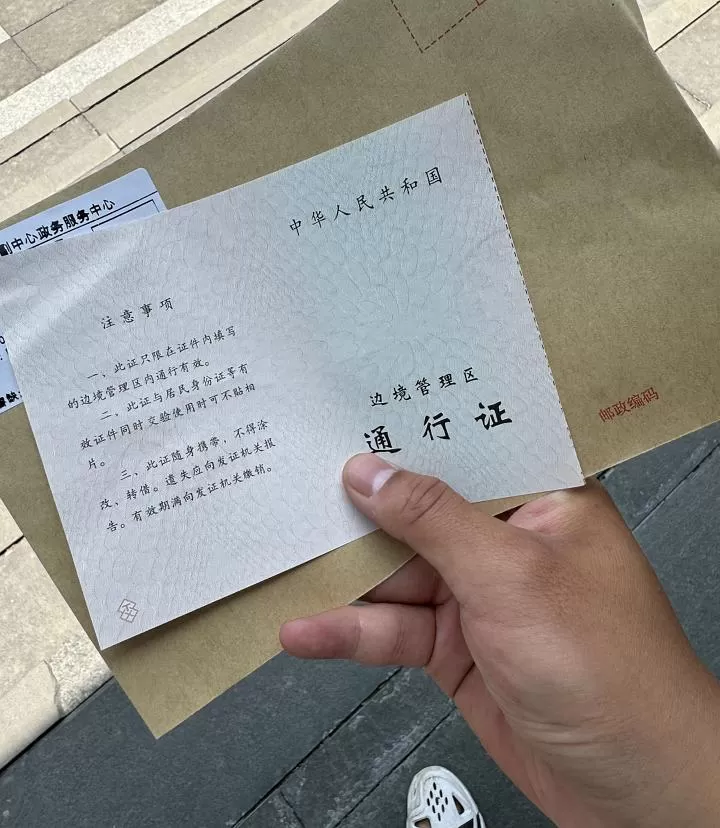 副中心政务服务中心
中华人民共和国
边境管理区
通行证
注意事项
一、此证只限在证件内填写
的边境管理区内通行有效。
二、此证与居民身份证等有
效证件同时交验使用时可不贴相
片。
三、此证随身携带，不得涂
改、转借。遗失应向发证机关报
告。有效期满向发证机关缴销。
邮政编码